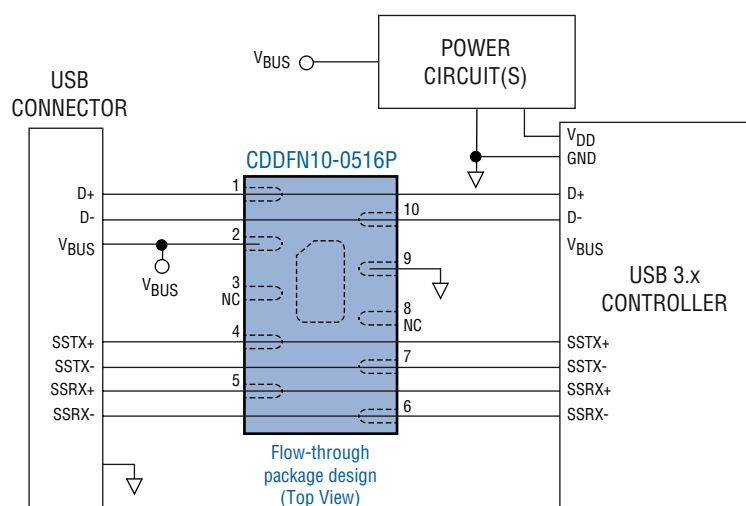 POWER
CIRCUIT(S)
VBUS
USB
CONNECTOR
VDD
GND
CDDFN10-0516P
D+
1
D+
D-
10
D-
VBUS
2
VBUS
9
VBUS
3
NC
USB 3.x
CONTROLLER
8
NC
SSTX+
4
SSTX+
SSTX-
7
SSTX-
SSRX+
5
SSRX+
SSRX-
6
SSRX-
Flow-through
package design
(Top View)